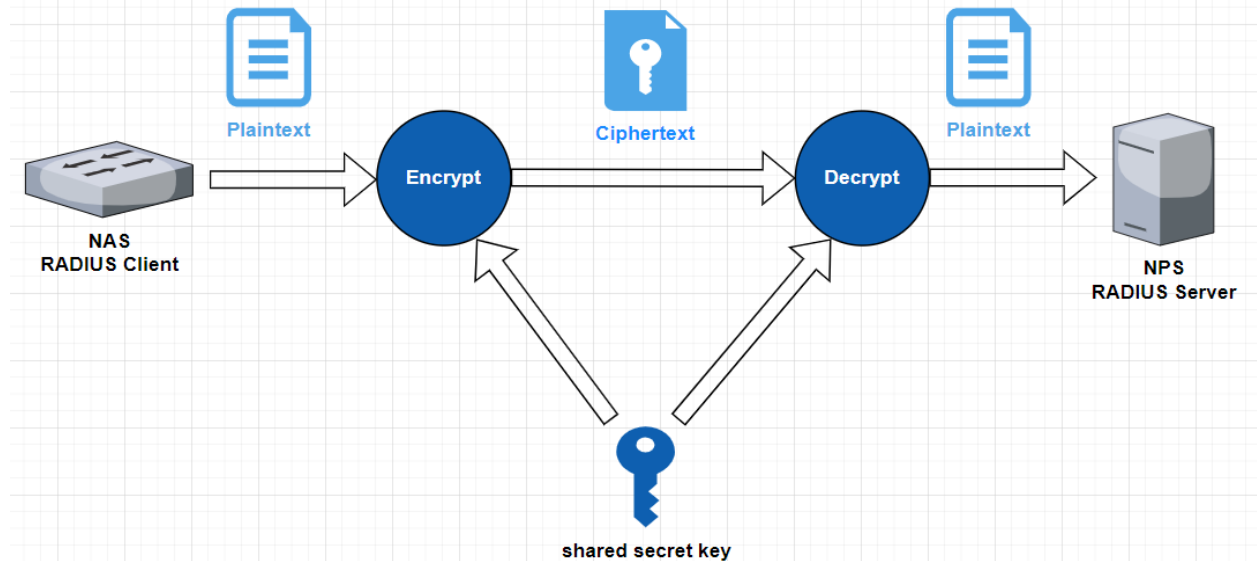 Plaintext
Ciphertext
Plaintext
Encrypt
Decrypt
NAS
RADIUS Client
NPS
RADIUS Server
shared secret key